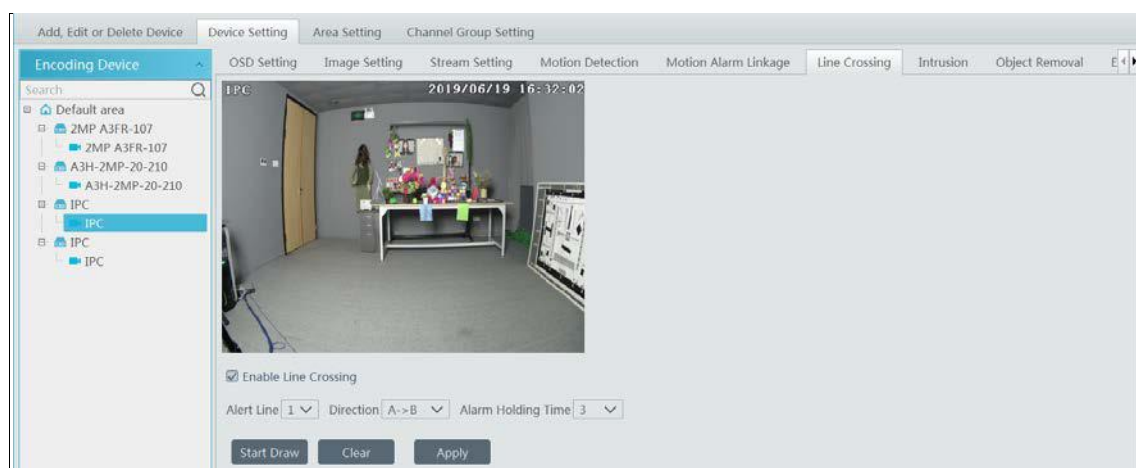 Add, Edit or Delete Device Device Setting Area Setting Channel Group Setting
Encoding Device
OSD Setting Image Setting Stream Setting Motion Detection Motion Alarm Linkage Line Crossing Intrusion Object Removal E
Search
Default area
2MP A3FR-107
2MP A3FR-107
A3H-2MP-20-210
A3H-2MP-20-210
IPC
IPC
IPC
IPC
IPC 2019/06/19 16:32:02
Enable Line Crossing
Alert Line 1 Direction A->B Alarm Holding Time 3
Start Draw Clear Apply